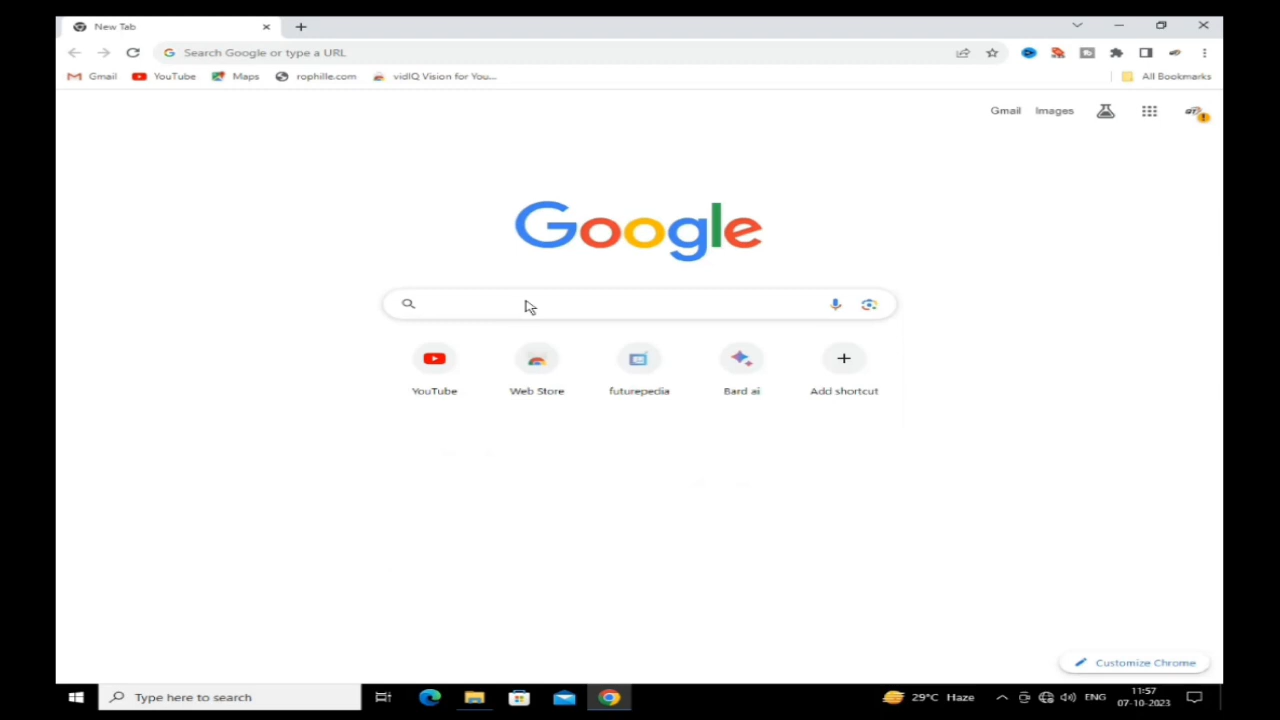 New Tab
Search Google or type a URL
Gmail YouTube Maps rophille.com vidIQ Vision for You... All Bookmarks
Gmail Images
Google
YouTube Web Store futurepedia Bard ai Add shortcut
Customize Chrome
Type here to search 29°C Haze ENG 11:57
07-10-2023